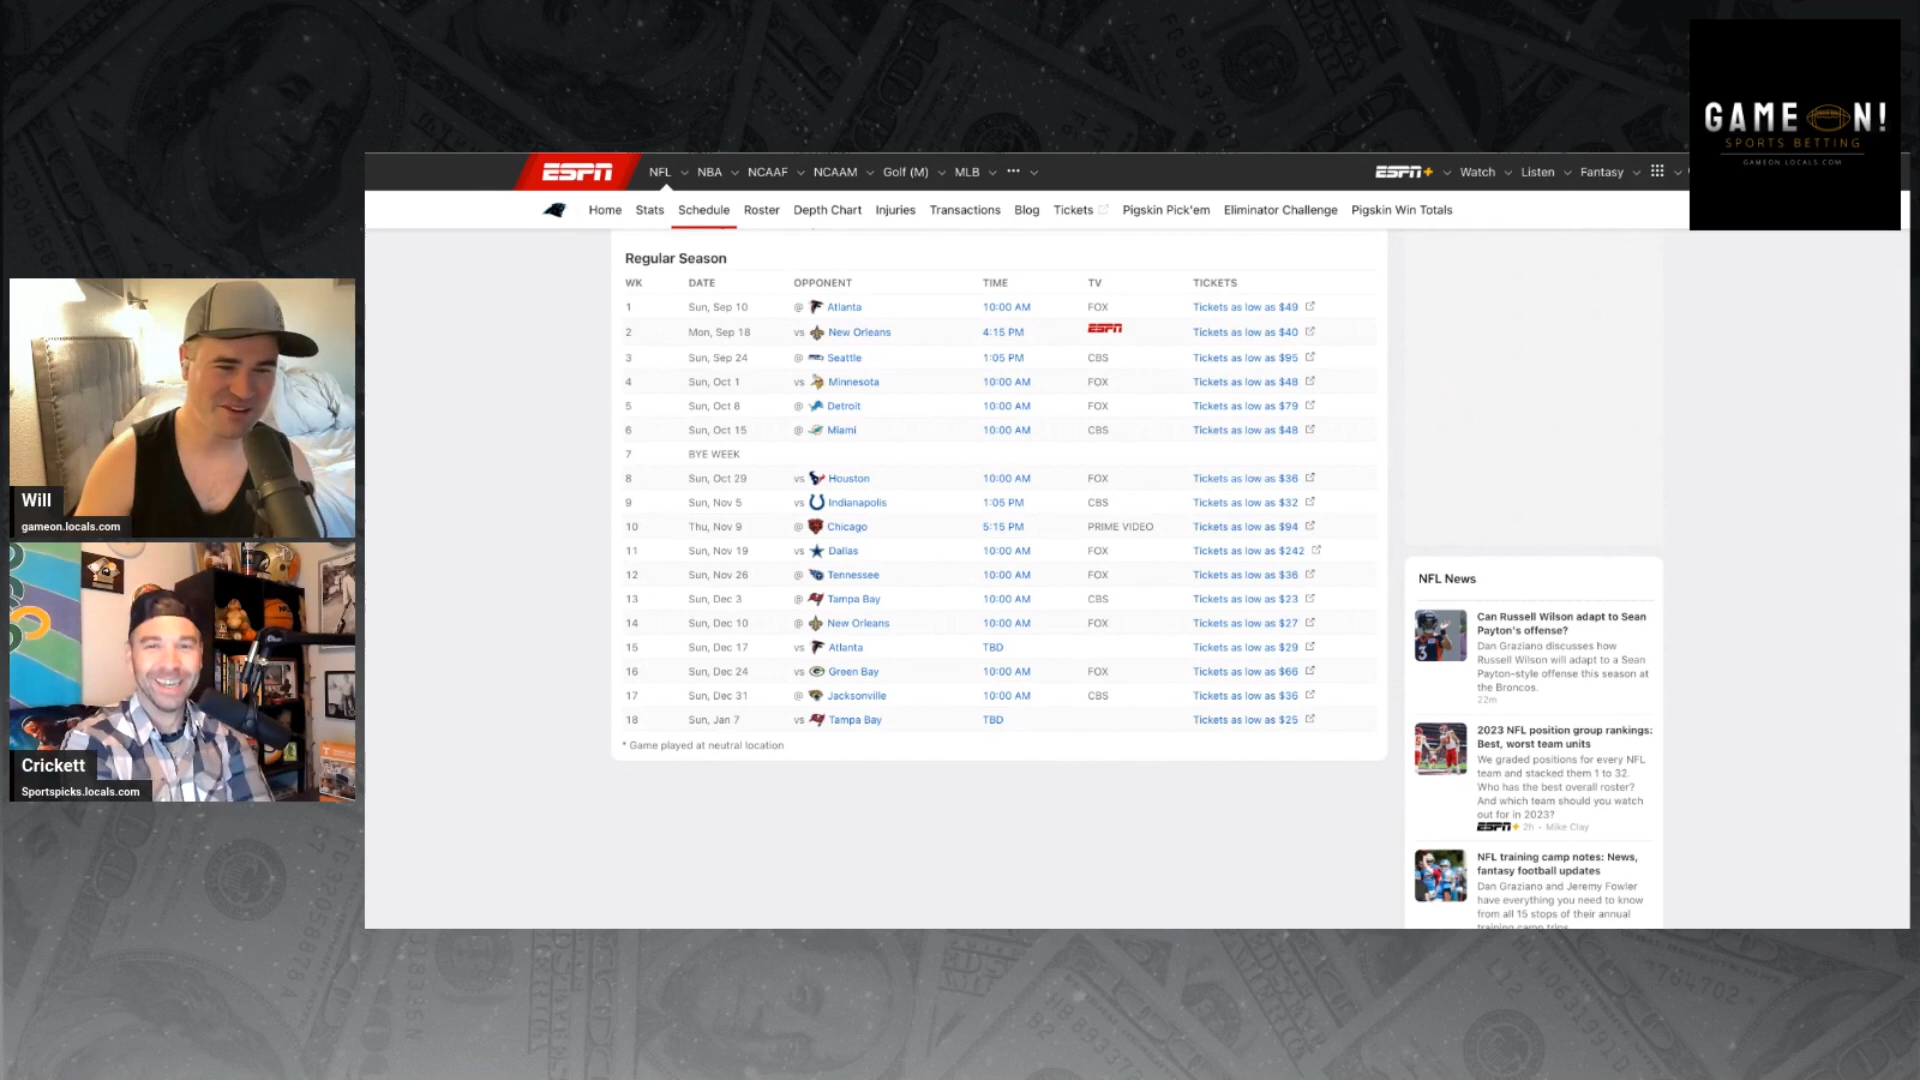 GAME ON!
SPORTS BETTING
GAMEON.LOCALS.COM
ESPN NFL NBA NCAAF NCAAM Golf (M) MLB ••• ESPN+ Watch Listen Fantasy
Home Stats Schedule Roster Depth Chart Injuries Transactions Blog Tickets Pigskin Pick'em Eliminator Challenge Pigskin Win Totals
Regular Season
WK DATE OPPONENT TIME TV TICKETS
1 Sun, Sep 10 @ Atlanta 10:00 AM FOX Tickets as low as $49
2 Mon, Sep 18 vs New Orleans 4:15 PM ESPN Tickets as low as $40
3 Sun, Sep 24 @ Seattle 1:05 PM CBS Tickets as low as $95
4 Sun, Oct 1 vs Minnesota 10:00 AM FOX Tickets as low as $48
5 Sun, Oct 8 @ Detroit 10:00 AM FOX Tickets as low as $79
6 Sun, Oct 15 @ Miami 10:00 AM CBS Tickets as low as $48
7 BYE WEEK
8 Sun, Oct 29 vs Houston 10:00 AM FOX Tickets as low as $36
9 Sun, Nov 5 vs Indianapolis 1:05 PM CBS Tickets as low as $32
10 Thu, Nov 9 @ Chicago 5:15 PM PRIME VIDEO Tickets as low as $94
11 Sun, Nov 19 vs Dallas 10:00 AM FOX Tickets as low as $242
12 Sun, Nov 26 @ Tennessee 10:00 AM FOX Tickets as low as $36
13 Sun, Dec 3 @ Tampa Bay 10:00 AM CBS Tickets as low as $23
14 Sun, Dec 10 @ New Orleans 10:00 AM FOX Tickets as low as $27
15 Sun, Dec 17 vs Atlanta TBD Tickets as low as $29
16 Sun, Dec 24 vs Green Bay 10:00 AM FOX Tickets as low as $66
17 Sun, Dec 31 @ Jacksonville 10:00 AM CBS Tickets as low as $36
18 Sun, Jan 7 vs Tampa Bay TBD Tickets as low as $25
* Game played at neutral location
NFL News
Can Russell Wilson adapt to Sean
Payton's offense?
Dan Graziano discusses how
Russell Wilson will adapt to a Sean
Payton-style offense this season at
the Broncos.
22m
2023 NFL position group rankings:
Best, worst team units
We graded positions for every NFL
team and stacked them 1 to 32.
Who has the best overall roster?
And which team should you watch
out for in 2023?
ESPN+ 2h - Mike Clay
NFL training camp notes: News,
fantasy football updates
Dan Graziano and Jeremy Fowler
have everything you need to know
from all 15 stops of their annual
training camp trips.
Will
gameon.locals.com
Crickett
Sportspicks.locals.com